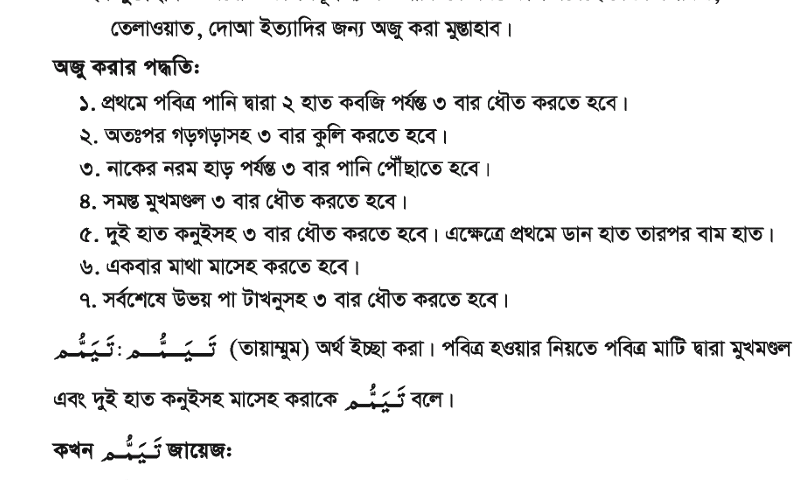 তেলাওয়াত, দোআ ইত্যাদির জন্য অজু করা মুস্তাহাব।
অজু করার পদ্ধতি:
১. প্রথমে পবিত্র পানি দ্বারা ২ হাত কবজি পর্যন্ত ৩ বার ধৌত করতে হবে।
২. অতঃপর গড়গড়াসহ ৩ বার কুলি করতে হবে।
৩. নাকের নরম হাড় পর্যন্ত ৩ বার পানি পৌঁছাতে হবে।
৪. সমস্ত মুখমণ্ডল ৩ বার ধৌত করতে হবে।
৫. দুই হাত কনুইসহ ৩ বার ধৌত করতে হবে। এক্ষেত্রে প্রথমে ডান হাত তারপর বাম হাত।
৬. একবার মাথা মাসেহ করতে হবে।
৭. সর্বশেষে উভয় পা টাখনুসহ ৩ বার ধৌত করতে হবে।
تَيَمُّم: تَــيَــمُّــم (তায়াম্মুম) অর্থ ইচ্ছা করা। পবিত্র হওয়ার নিয়তে পবিত্র মাটি দ্বারা মুখমণ্ডল
এবং দুই হাত কনুইসহ মাসেহ করাকে تَيَمُّم বলে।
কখন تَيَمُّم জায়েজ: